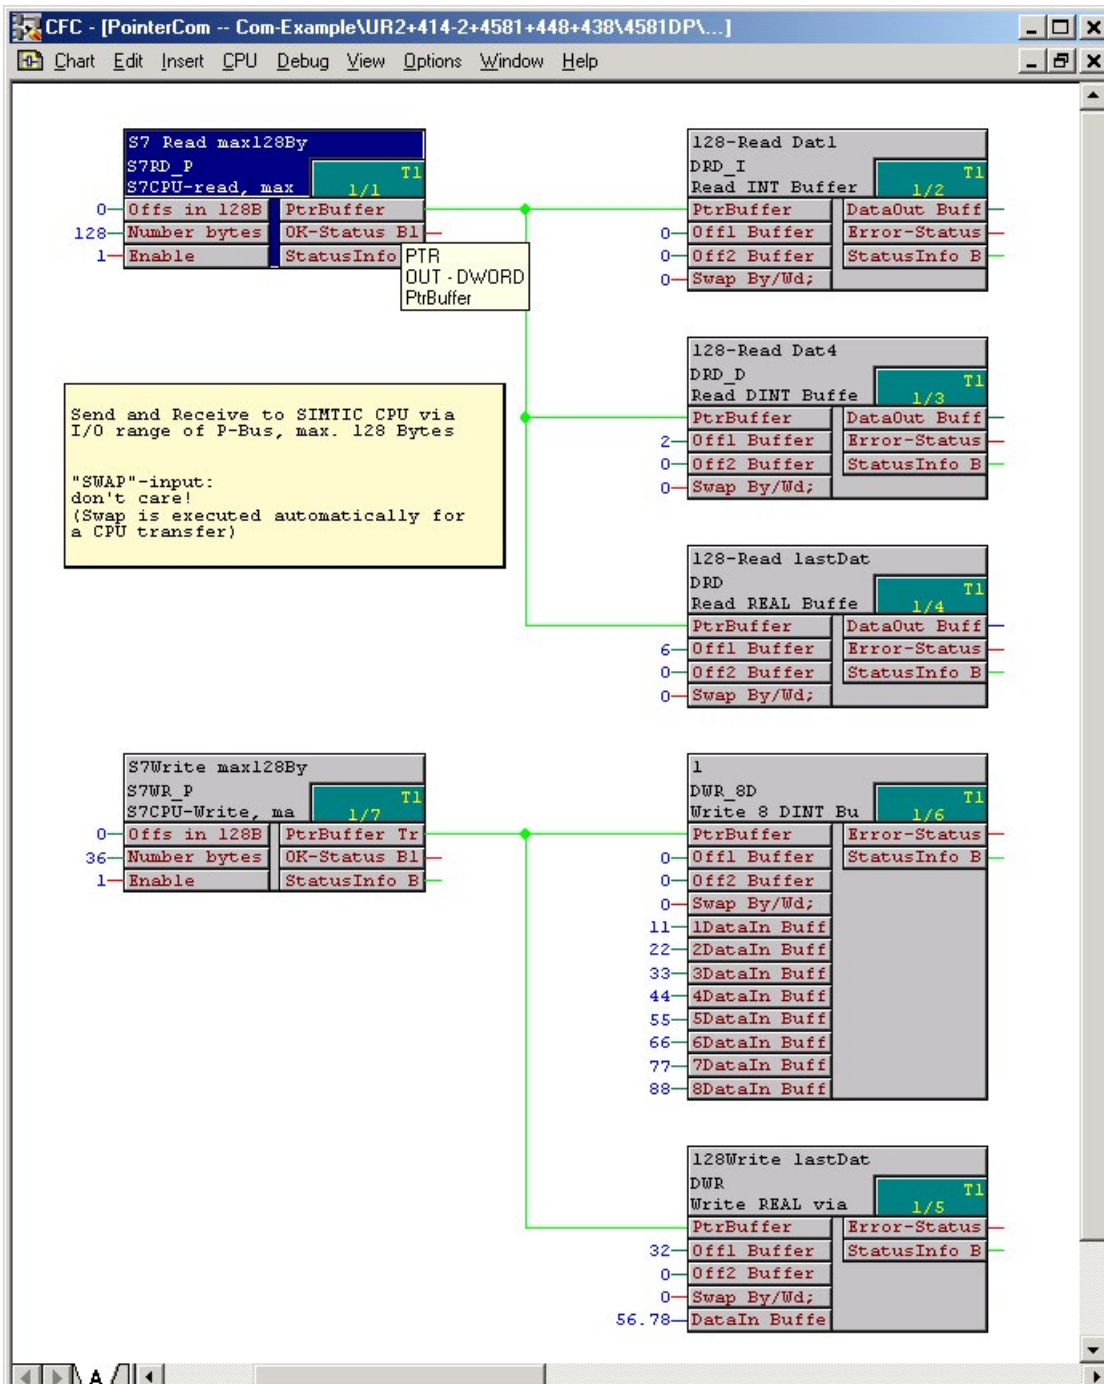 CFC - [PointerCom -- Com-Example\UR2+414-2+4581+448+438\4581DP\...]
Chart Edit Insert CPU Debug View Options Window Help
S7 Read max128By
S7RD_P
S7CPU-read, max
T1
1/1
0 Offs in 128B PtrBuffer
128 Number bytes OK-Status Bl
1 Enable StatusInfo
PTR
OUT - DWORD
PtrBuffer
128-Read Dat1
DRD_I
Read INT Buffer
T1
1/2
PtrBuffer DataOut Buff
0 Off1 Buffer Error-Status
0 Off2 Buffer StatusInfo B
0 Swap By/Wd;
128-Read Dat4
DRD_D
Read DINT Buffe
T1
1/3
PtrBuffer DataOut Buff
2 Off1 Buffer Error-Status
0 Off2 Buffer StatusInfo B
0 Swap By/Wd;
Send and Receive to SIMTIC CPU via
I/O range of P-Bus, max. 128 Bytes
"SWAP"-input:
don't care!
(Swap is executed automatically for
a CPU transfer)
128-Read lastDat
DRD
Read REAL Buffe
T1
1/4
PtrBuffer DataOut Buff
6 Off1 Buffer Error-Status
0 Off2 Buffer StatusInfo B
0 Swap By/Wd;
S7Write max128By
S7WR_P
S7CPU-Write, ma
T1
1/7
0 Offs in 128B PtrBuffer Tr
36 Number bytes OK-Status Bl
1 Enable StatusInfo B
1
DWR_8D
Write 8 DINT Bu
T1
1/6
PtrBuffer Error-Status
0 Off1 Buffer StatusInfo B
0 Off2 Buffer
0 Swap By/Wd;
11 1DataIn Buff
22 2DataIn Buff
33 3DataIn Buff
44 4DataIn Buff
55 5DataIn Buff
66 6DataIn Buff
77 7DataIn Buff
88 8DataIn Buff
128Write lastDat
DWR
Write REAL via
T1
1/5
PtrBuffer Error-Status
32 Off1 Buffer StatusInfo B
0 Off2 Buffer
0 Swap By/Wd;
56.78 DataIn Buffe
A